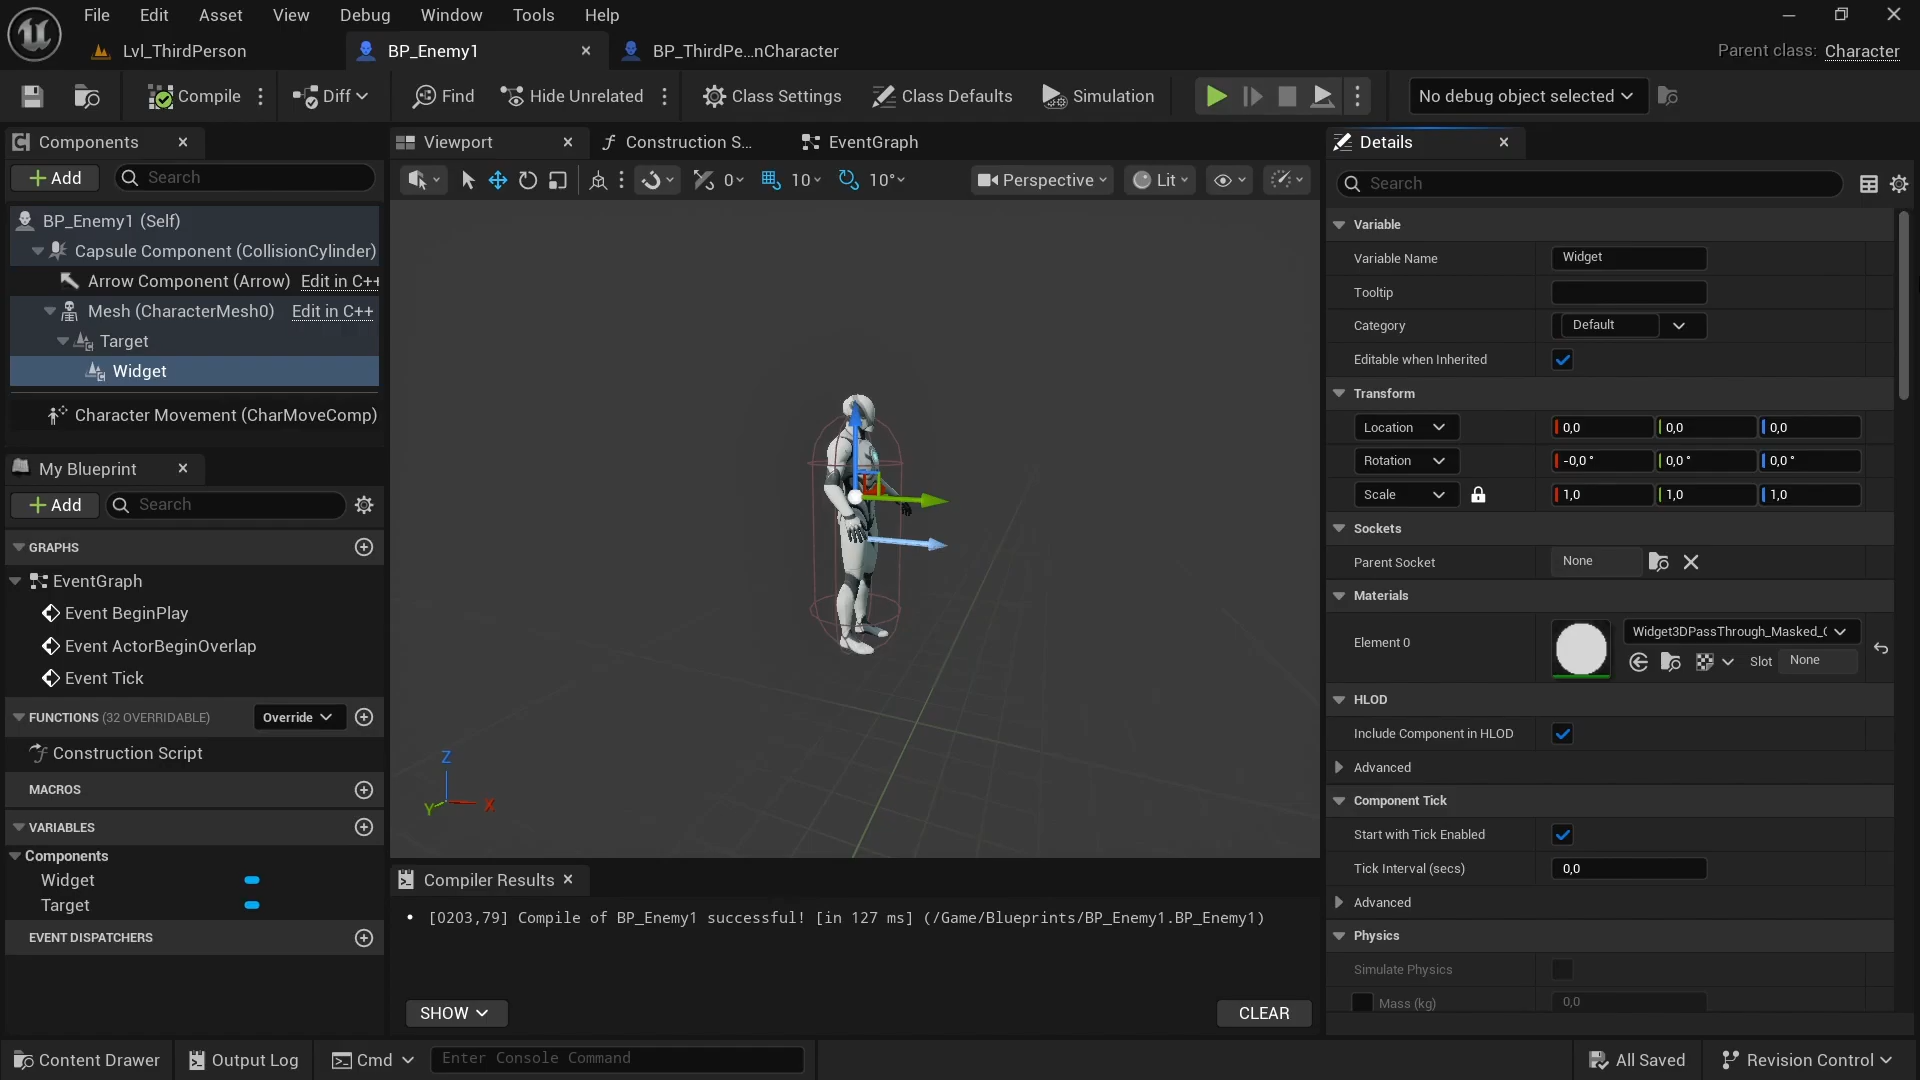 File Edit Asset View Debug Window Tools Help
Lvl_ThirdPerson
BP_Enemy1
BP_ThirdPe...nCharacter
Parent class: Character
Compile
Diff
Find
Hide Unrelated
Class Settings
Class Defaults
Simulation
No debug object selected
Components
Add
Search
BP_Enemy1 (Self)
Capsule Component (CollisionCylinder)
Arrow Component (Arrow) Edit in C++
Mesh (CharacterMesh0) Edit in C++
Target
Widget
Character Movement (CharMoveComp)
My Blueprint
Add
Search
GRAPHS
EventGraph
Event BeginPlay
Event ActorBeginOverlap
Event Tick
FUNCTIONS (32 OVERRIDABLE) Override
Construction Script
MACROS
VARIABLES
Components
Widget
Target
EVENT DISPATCHERS
Viewport
Construction S...
EventGraph
0
10
10°
Perspective
Lit
Z
Y
X
Compiler Results
• [0203,79] Compile of BP_Enemy1 successful! [in 127 ms] (/Game/Blueprints/BP_Enemy1.BP_Enemy1)
SHOW
CLEAR
Details
Search
Variable
Variable Name Widget
Tooltip
Category Default
Editable when Inherited
Transform
Location 0,0 0,0 0,0
Rotation -0,0 ° 0,0 ° 0,0 °
Scale 1,0 1,0 1,0
Sockets
Parent Socket None
Materials
Element 0 Widget3DPassThrough_Masked_
Slot None
HLOD
Include Component in HLOD
Advanced
Component Tick
Start with Tick Enabled
Tick Interval (secs) 0,0
Advanced
Physics
Simulate Physics
Mass (kg) 0,0
Content Drawer
Output Log
Cmd
Enter Console Command
All Saved
Revision Control